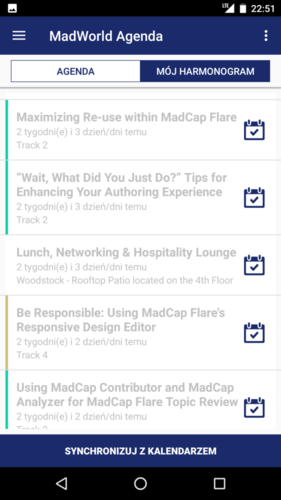 LTE 22:51
MadWorld Agenda
AGENDA
MÓJ HARMONOGRAM
Maximizing Re-use within MadCap Flare
2 tygodni(e) i 3 dzień/dni temu
Track 2
“Wait, What Did You Just Do?” Tips for
Enhancing Your Authoring Experience
2 tygodni(e) i 3 dzień/dni temu
Track 2
Lunch, Networking & Hospitality Lounge
2 tygodni(e) i 3 dzień/dni temu
Woodstock - Rooftop Patio located on the 4th Floor
Be Responsible: Using MadCap Flare's
Responsive Design Editor
2 tygodni(e) i 2 dzień/dni temu
Track 4
Using MadCap Contributor and MadCap
Analyzer for MadCap Flare Topic Review
2 tygodni(e) i 2 dzień/dni temu
Track 2
SYNCHRONIZUJ Z KALENDARZEM